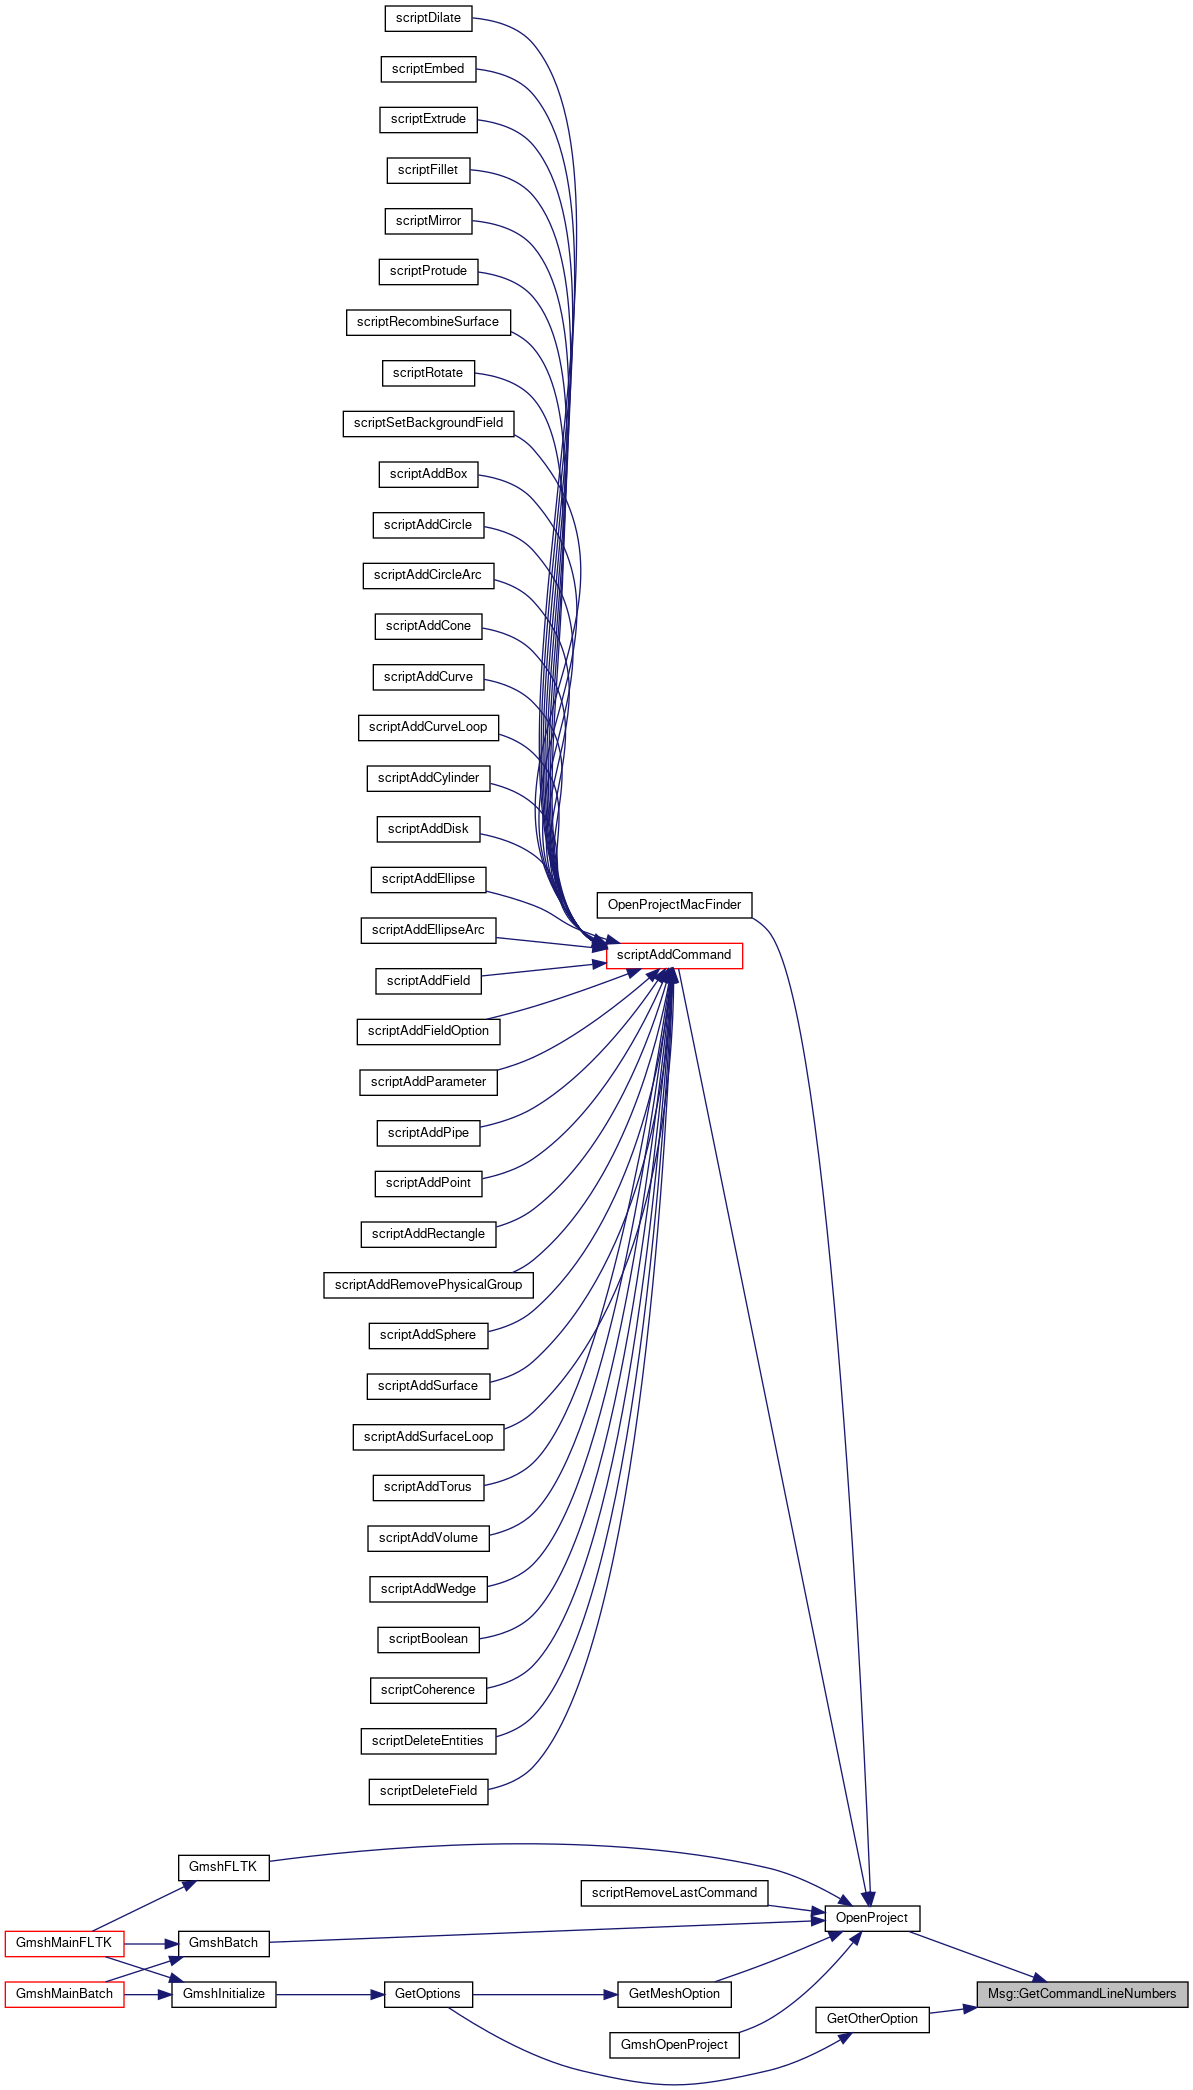 scriptDilate
scriptEmbed
scriptExtrude
scriptFillet
scriptMirror
scriptProtude
scriptRecombineSurface
scriptRotate
scriptSetBackgroundField
scriptAddBox
scriptAddCircle
scriptAddCircleArc
scriptAddCone
scriptAddCurve
scriptAddCurveLoop
scriptAddCylinder
scriptAddDisk
scriptAddEllipse
OpenProjectMacFinder
scriptAddEllipseArc
scriptAddCommand
scriptAddField
scriptAddFieldOption
scriptAddParameter
scriptAddPipe
scriptAddPoint
scriptAddRectangle
scriptAddRemovePhysicalGroup
scriptAddSphere
scriptAddSurface
scriptAddSurfaceLoop
scriptAddTorus
scriptAddVolume
scriptAddWedge
scriptBoolean
scriptCoherence
scriptDeleteEntities
scriptDeleteField
GmshFLTK
scriptRemoveLastCommand
OpenProject
GmshMainFLTK
GmshBatch
GmshMainBatch
GmshInitialize
GetOptions
GetMeshOption
Msg::GetCommandLineNumbers
GetOtherOption
GmshOpenProject